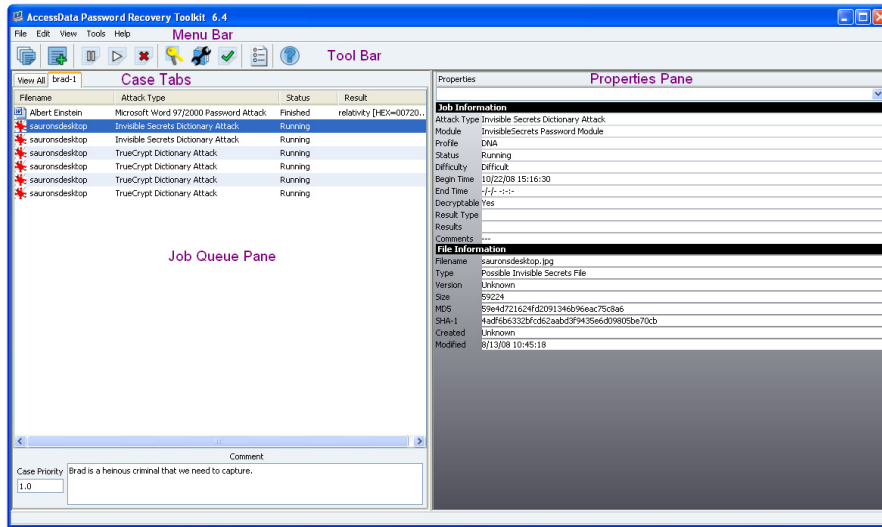 AccessData Password Recovery Toolkit 6.4
File Edit View Tools Help
Menu Bar
Tool Bar
View All brad-1
Case Tabs
Filename Attack Type Status Result
Albert Einstein Microsoft Word 97/2000 Password Attack Finished relativity [HEX=00720...
sauronsdesktop Invisible Secrets Dictionary Attack Running
sauronsdesktop Invisible Secrets Dictionary Attack Running
sauronsdesktop TrueCrypt Dictionary Attack Running
sauronsdesktop TrueCrypt Dictionary Attack Running
sauronsdesktop TrueCrypt Dictionary Attack Running
sauronsdesktop TrueCrypt Dictionary Attack Running
Job Queue Pane
Comment
Case Priority
1.0
Brad is a heinous criminal that we need to capture.
Properties
Properties Pane
Job Information
Attack Type Invisible Secrets Dictionary Attack
Module InvisibleSecrets Password Module
Profile DNA
Status Running
Difficulty Difficult
Begin Time 10/22/08 15:16:30
End Time -/-/- -:-:-
Decryptable Yes
Result Type
Results
Comments ---
File Information
Filename sauronsdesktop.jpg
Type Possible Invisible Secrets File
Version Unknown
Size 59224
MD5 59e4d721624fd2091346b96eac75c8a6
SHA-1 4adf6b6332bfcd62aabd3f9435e6d09805be70cb
Created Unknown
Modified 8/13/08 10:45:18